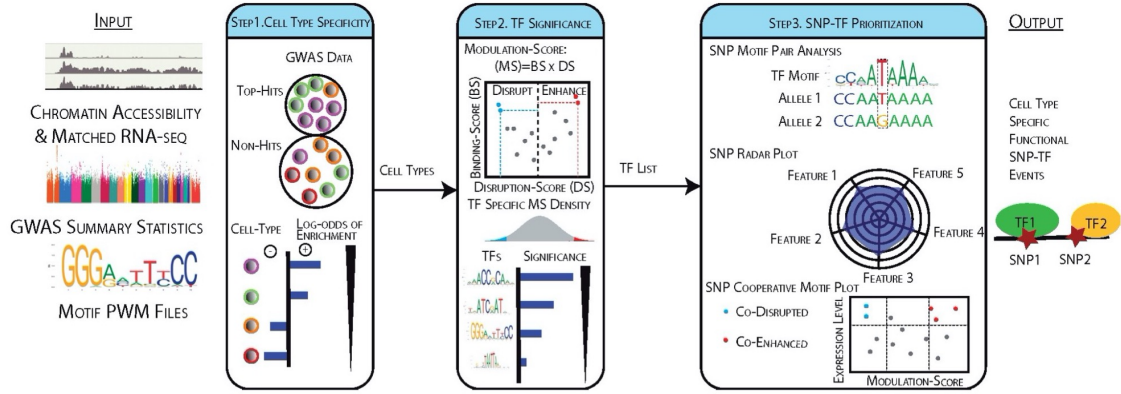 Input
Chromatin Accessibility
& Matched RNA-seq
GWAS Summary Statistics
GGGA TTTCC
Motif PWM Files
Step1.Cell Type Specificity
GWAS Data
Top-Hits
Non-Hits
Cell-Type
Log-odds of
Enrichment
-
+
Cell Types
Step2. TF Significance
Modulation-Score:
(MS)=BS x DS
Disrupt
Enhance
Binding-Score (BS)
Disruption-Score (DS)
TF Specific MS Density
TFs
Significance
TF List
Step3. SNP-TF Prioritization
SNP Motif Pair Analysis
TF Motif
CCAATAAA
Allele 1
CCAATAAAA
Allele 2
CCAAGAAAA
SNP Radar Plot
Feature 1
Feature 5
Feature 2
Feature 4
Feature 3
SNP Cooperative Motif Plot
Co-Disrupted
Co-Enhanced
Expression Level
Modulation-Score
Output
Cell Type
Specific
Functional
SNP-TF
Events
TF1
TF2
SNP1
SNP2